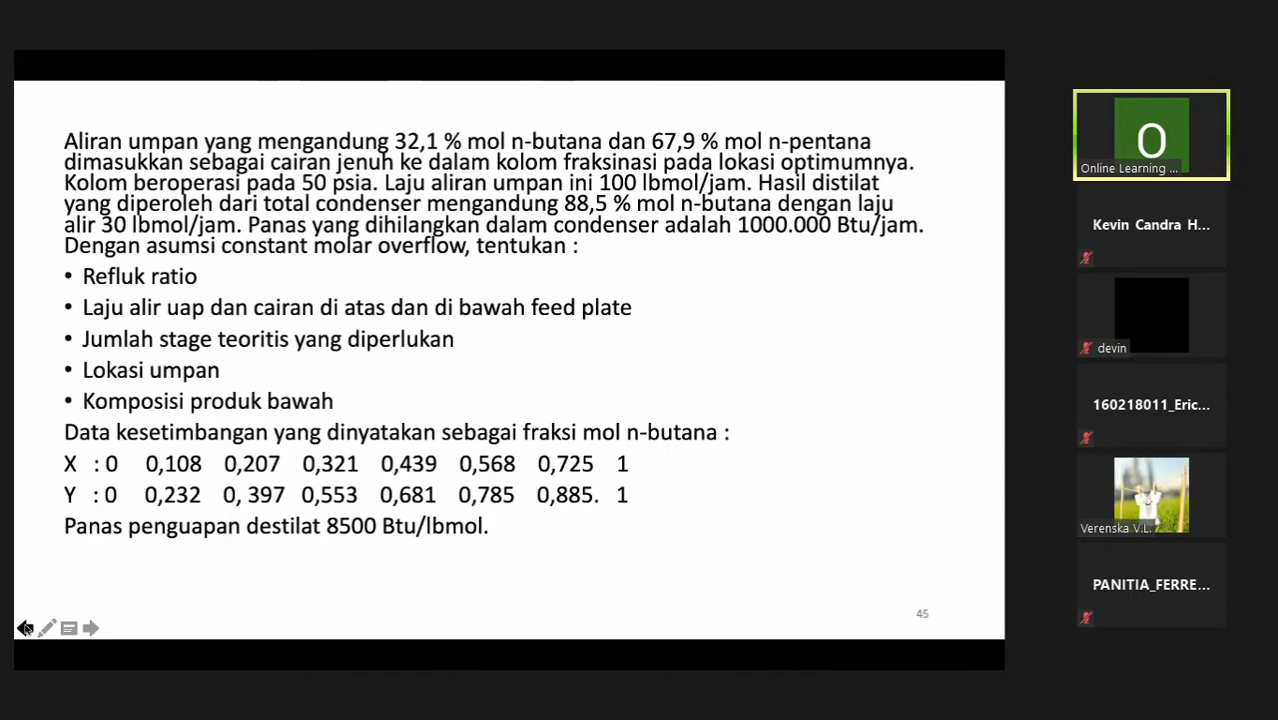 Aliran umpan yang mengandung 32,1 % mol n-butana dan 67,9 % mol n-pentana
dimasukkan sebagai cairan jenuh ke dalam kolom fraksinasi pada lokasi optimumnya.
Kolom beroperasi pada 50 psia. Laju aliran umpan ini 100 lbmol/jam. Hasil distilat
yang diperoleh dari total condenser mengandung 88,5 % mol n-butana dengan laju
alir 30 lbmol/jam. Panas yang dihilangkan dalam condenser adalah 1000.000 Btu/jam.
Dengan asumsi constant molar overflow, tentukan :
• Refluk ratio
• Laju alir uap dan cairan di atas dan di bawah feed plate
• Jumlah stage teoritis yang diperlukan
• Lokasi umpan
• Komposisi produk bawah
Data kesetimbangan yang dinyatakan sebagai fraksi mol n-butana :
X : 0 0,108 0,207 0,321 0,439 0,568 0,725 1
Y : 0 0,232 0, 397 0,553 0,681 0,785 0,885. 1
Panas penguapan destilat 8500 Btu/lbmol.
45
O
Online Learning ...
Kevin Candra H...
devin
160218011_Eric...
Verenska V.L.
PANITIA_FERRE...